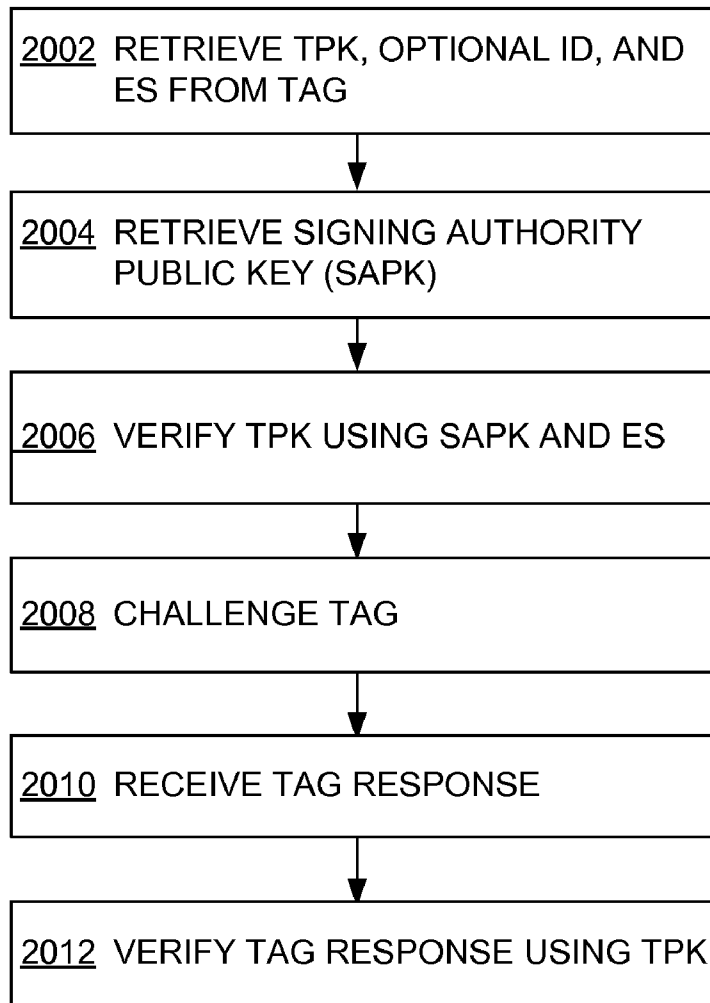 2002 RETRIEVE TPK, OPTIONAL ID, AND
ES FROM TAG
2004 RETRIEVE SIGNING AUTHORITY
PUBLIC KEY (SAPK)
2006 VERIFY TPK USING SAPK AND ES
2008 CHALLENGE TAG
2010 RECEIVE TAG RESPONSE
2012 VERIFY TAG RESPONSE USING TPK